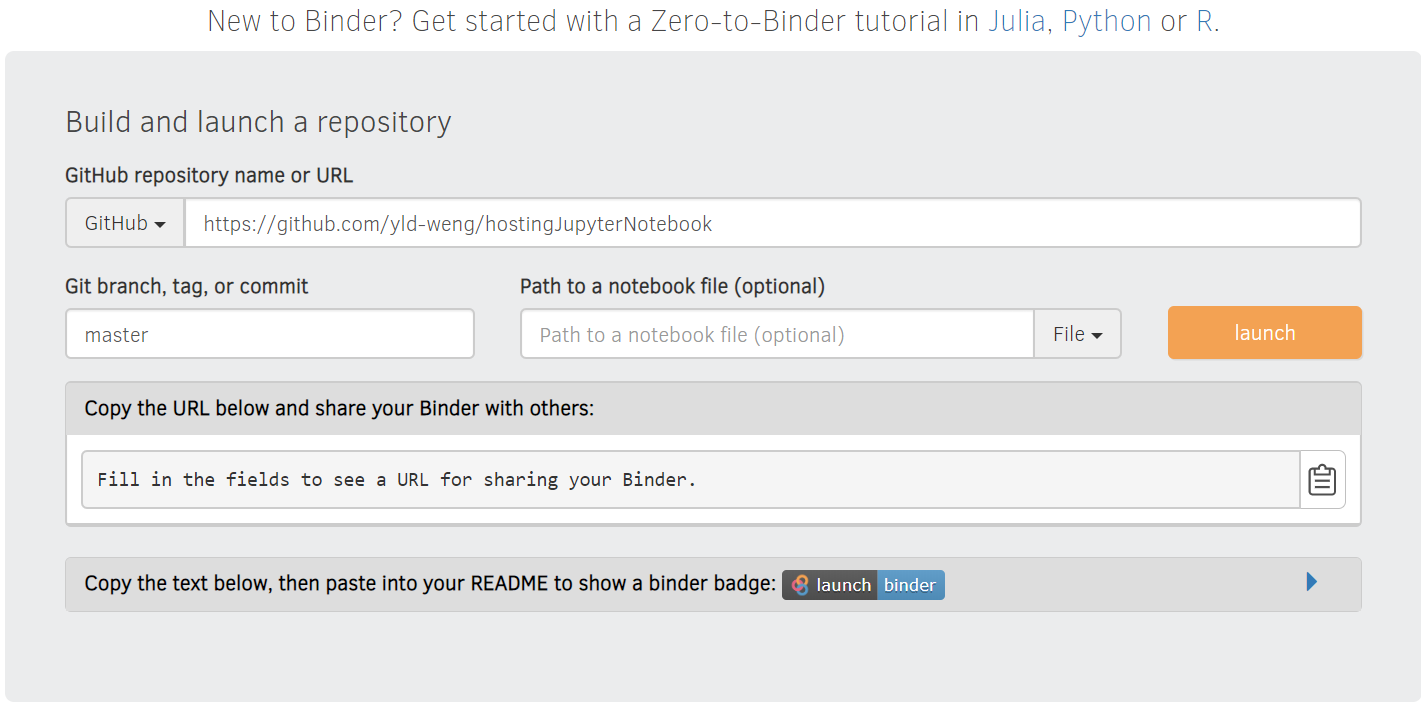 New to Binder? Get started with a Zero-to-Binder tutorial in Julia, Python or R.
Build and launch a repository
GitHub repository name or URL
GitHub https://github.com/yld-weng/hostingJupyterNotebook
Git branch, tag, or commit Path to a notebook file (optional)
master Path to a notebook file (optional) File launch
Copy the URL below and share your Binder with others:
Fill in the fields to see a URL for sharing your Binder.
Copy the text below, then paste into your README to show a binder badge: launch binder